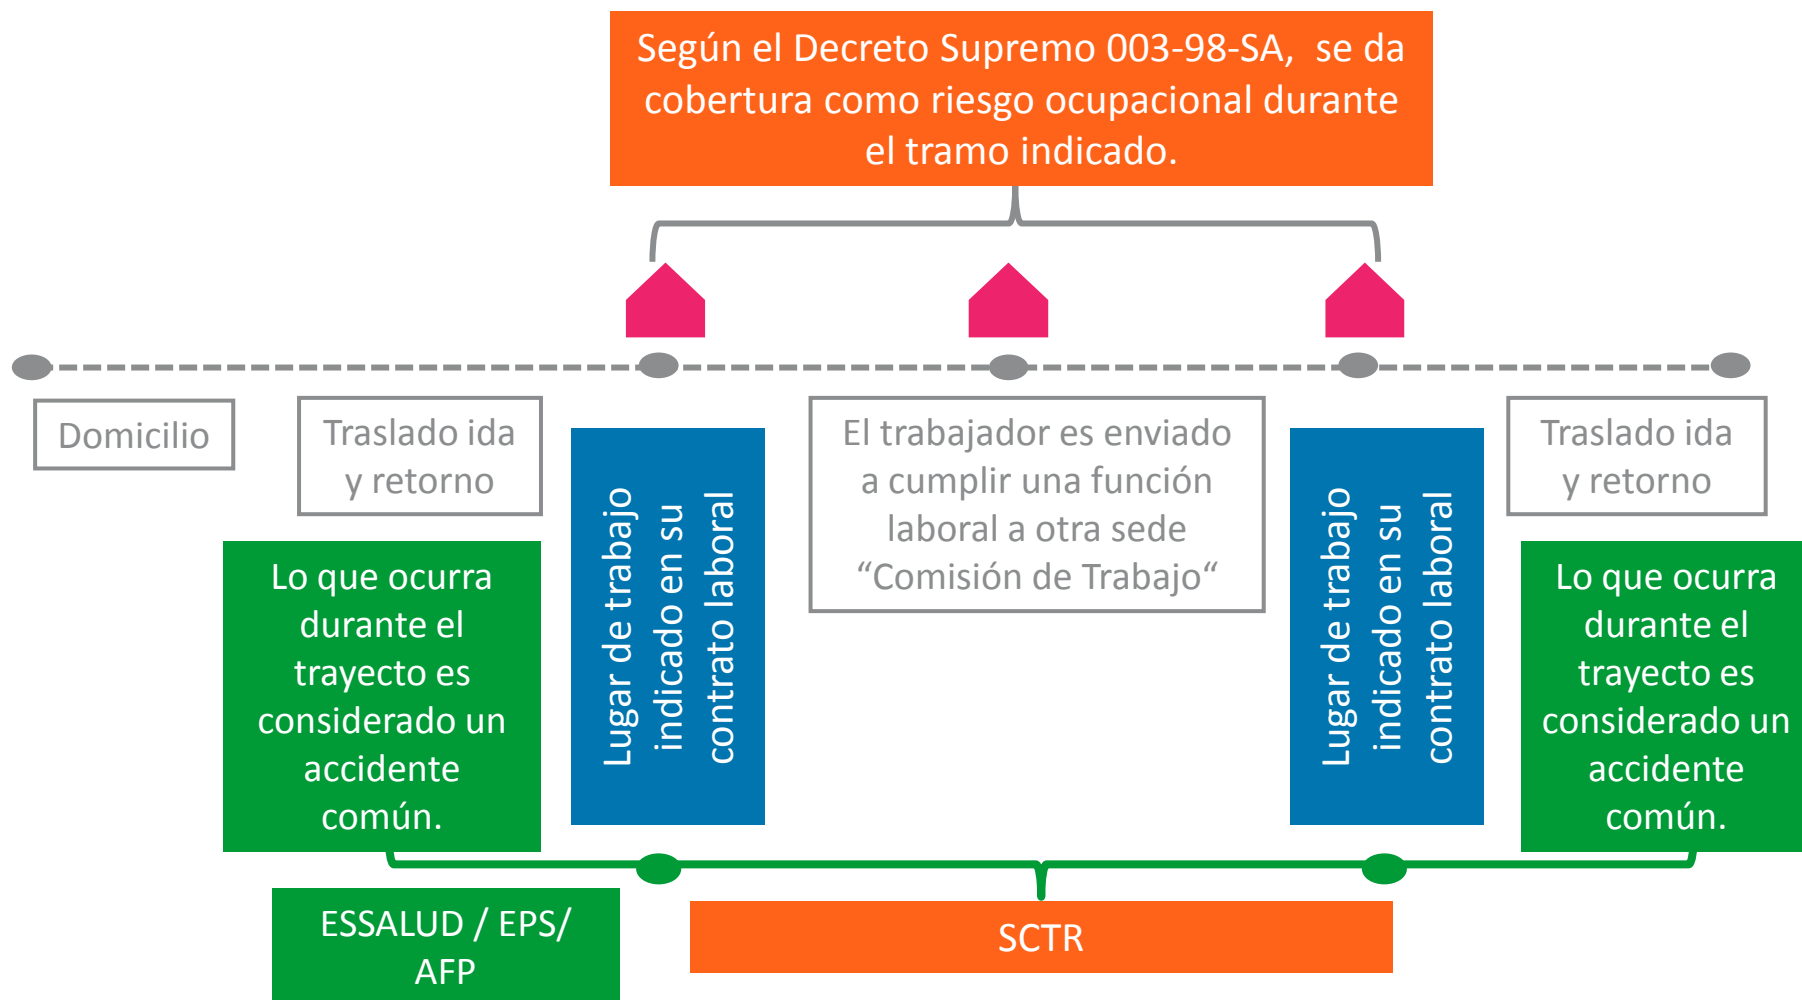 Según el Decreto Supremo 003-98-SA, se da
cobertura como riesgo ocupacional durante
el tramo indicado.
Domicilio
Traslado ida
y retorno
Lo que ocurra
durante el
trayecto es
considerado un
accidente
común.
Lugar de trabajo
indicado en su
contrato laboral
El trabajador es enviado
a cumplir una función
laboral a otra sede
“Comisión de Trabajo“
Lugar de trabajo
indicado en su
contrato laboral
Traslado ida
y retorno
Lo que ocurra
durante el
trayecto es
considerado un
accidente
común.
ESSALUD / EPS/
AFP
SCTR